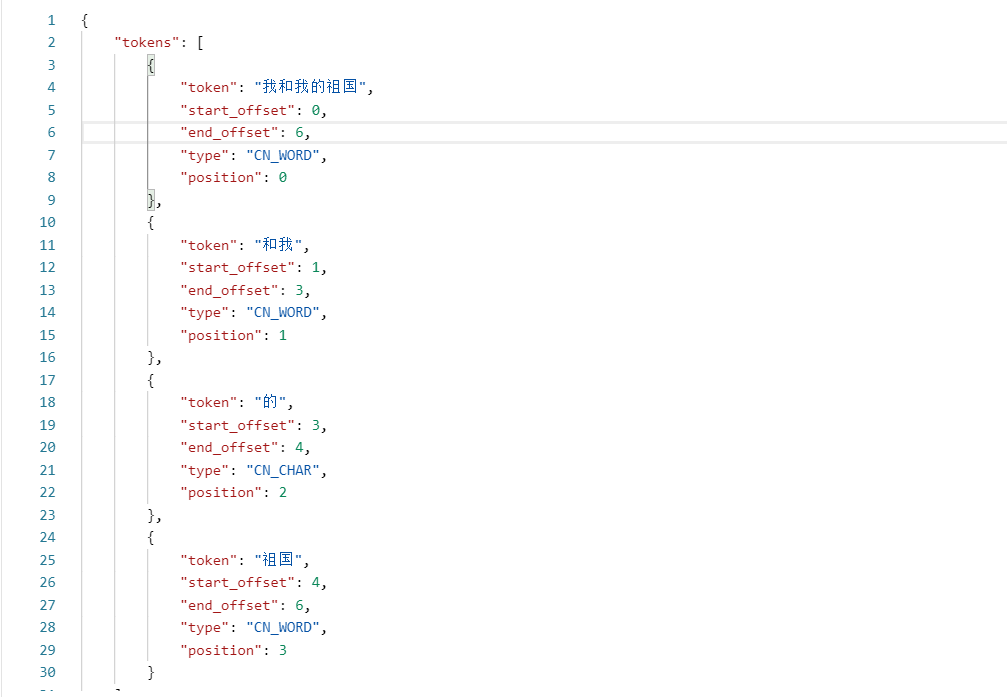 1 {
2 "tokens": [
3 {
4 "token": "我和我的祖国",
5 "start_offset": 0,
6 "end_offset": 6,
7 "type": "CN_WORD",
8 "position": 0
9 },
10 {
11 "token": "和我",
12 "start_offset": 1,
13 "end_offset": 3,
14 "type": "CN_WORD",
15 "position": 1
16 },
17 {
18 "token": "的",
19 "start_offset": 3,
20 "end_offset": 4,
21 "type": "CN_CHAR",
22 "position": 2
23 },
24 {
25 "token": "祖国",
26 "start_offset": 4,
27 "end_offset": 6,
28 "type": "CN_WORD",
29 "position": 3
30 }